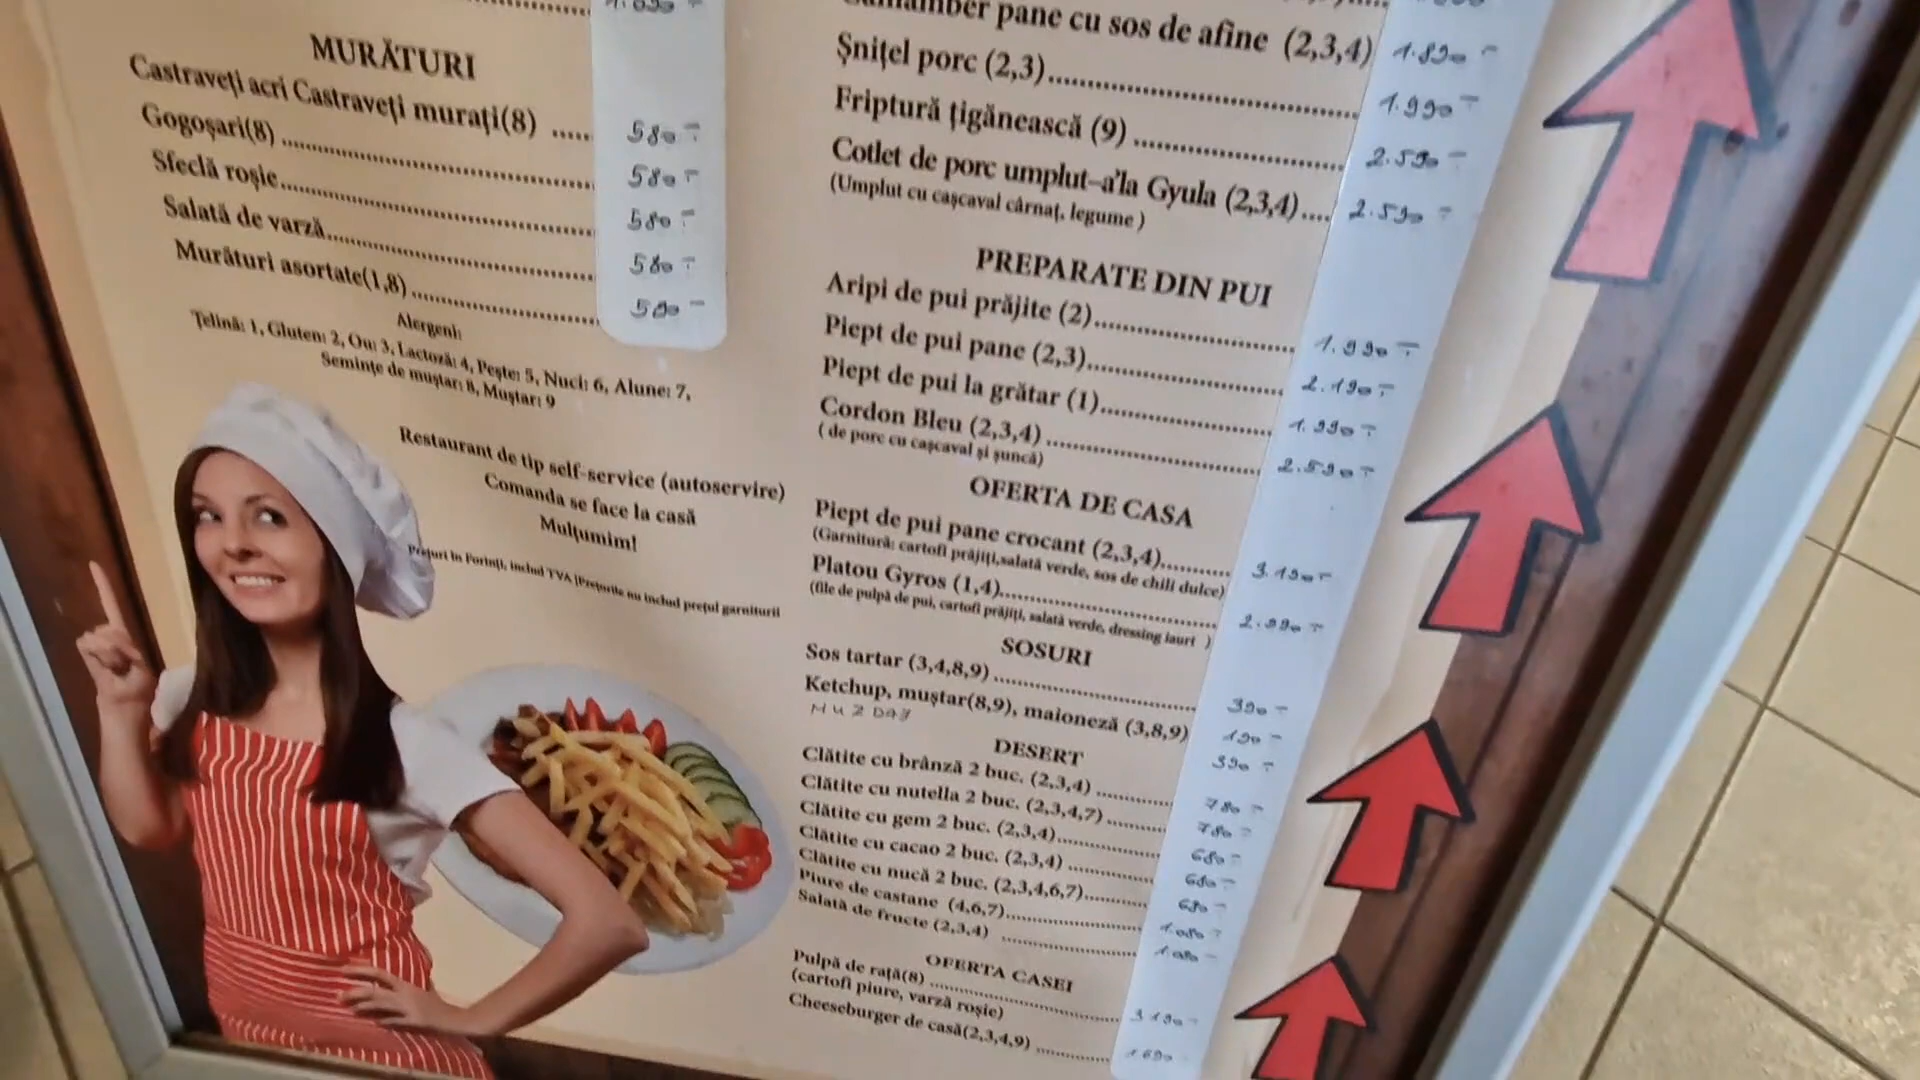 MURĂTURI
Castraveți acri Castraveți murați(8) ..... 580.-
Gogoșari(8) ..... 580.-
Sfeclă roșie..... 580.-
Salată de varză..... 580.-
Murături asortate(1,8) ..... 580.-
Alergeni:
Țelină: 1, Gluten: 2, Ou: 3, Lactoză: 4, Pește: 5, Nuci: 6, Alune: 7,
Semințe de muștar: 8, Muștar: 9
Restaurant de tip self-service (autoservire)
Comanda se face la casă
Mulțumim!
Prețuri în Forinți, includ TVA |Prețurile nu includ prețul garniturii
pane cu sos de afine (2,3,4) 1.890.-
Șnițel porc (2,3)..... 1.990.-
Friptură țigănească (9) ..... 2.590.-
Cotlet de porc umplut–a'la Gyula (2,3,4).... 2.590.-
(Umplut cu cașcaval cârnaț, legume )
PREPARATE DIN PUI
Aripi de pui prăjite (2)..... 1.990.-
Piept de pui pane (2,3)..... 2.190.-
Piept de pui la grătar (1)..... 1.990.-
Cordon Bleu (2,3,4) ..... 2.590.-
( de porc cu cașcaval și șuncă)
OFERTA DE CASA
Piept de pui pane crocant (2,3,4)..... 3.190.-
(Garnitură: cartofi prăjiți,salată verde, sos de chili dulce)
Platou Gyros (1,4)..... 2.990.-
(file de pulpă de pui, cartofi prăjiți, salată verde, dressing iaurt )
SOSURI
Sos tartar (3,4,8,9) ..... 390.-
Ketchup, muștar(8,9), maioneză (3,8,9) 190.-
390.-
DESERT
Clătite cu brânză 2 buc. (2,3,4) ..... 780.-
Clătite cu nutella 2 buc. (2,3,4,7) ..... 780.-
Clătite cu gem 2 buc. (2,3,4)..... 680.-
Clătite cu cacao 2 buc. (2,3,4) ..... 680.-
Clătite cu nucă 2 buc. (2,3,4,6,7)..... 680.-
Piure de castane (4,6,7)..... 1.080.-
Salată de fructe (2,3,4) ..... 1.080.-
OFERTA CASEI
Pulpă de rață(8) ..... 3.190.-
(cartofi piure, varză roșie)
Cheeseburger de casă(2,3,4,9) ..... 1.690